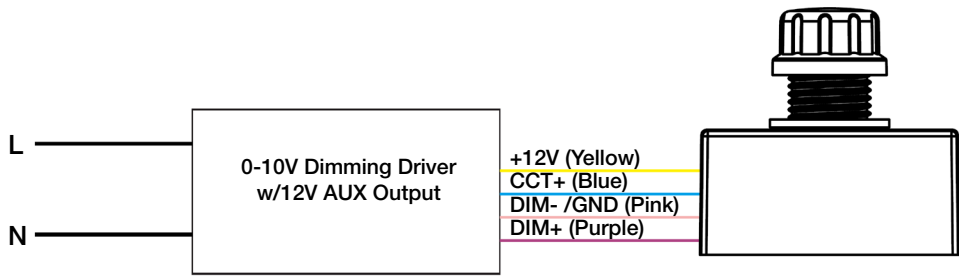 L
N
0-10V Dimming Driver
w/12V AUX Output
+12V (Yellow)
CCT+ (Blue)
DIM- /GND (Pink)
DIM+ (Purple)